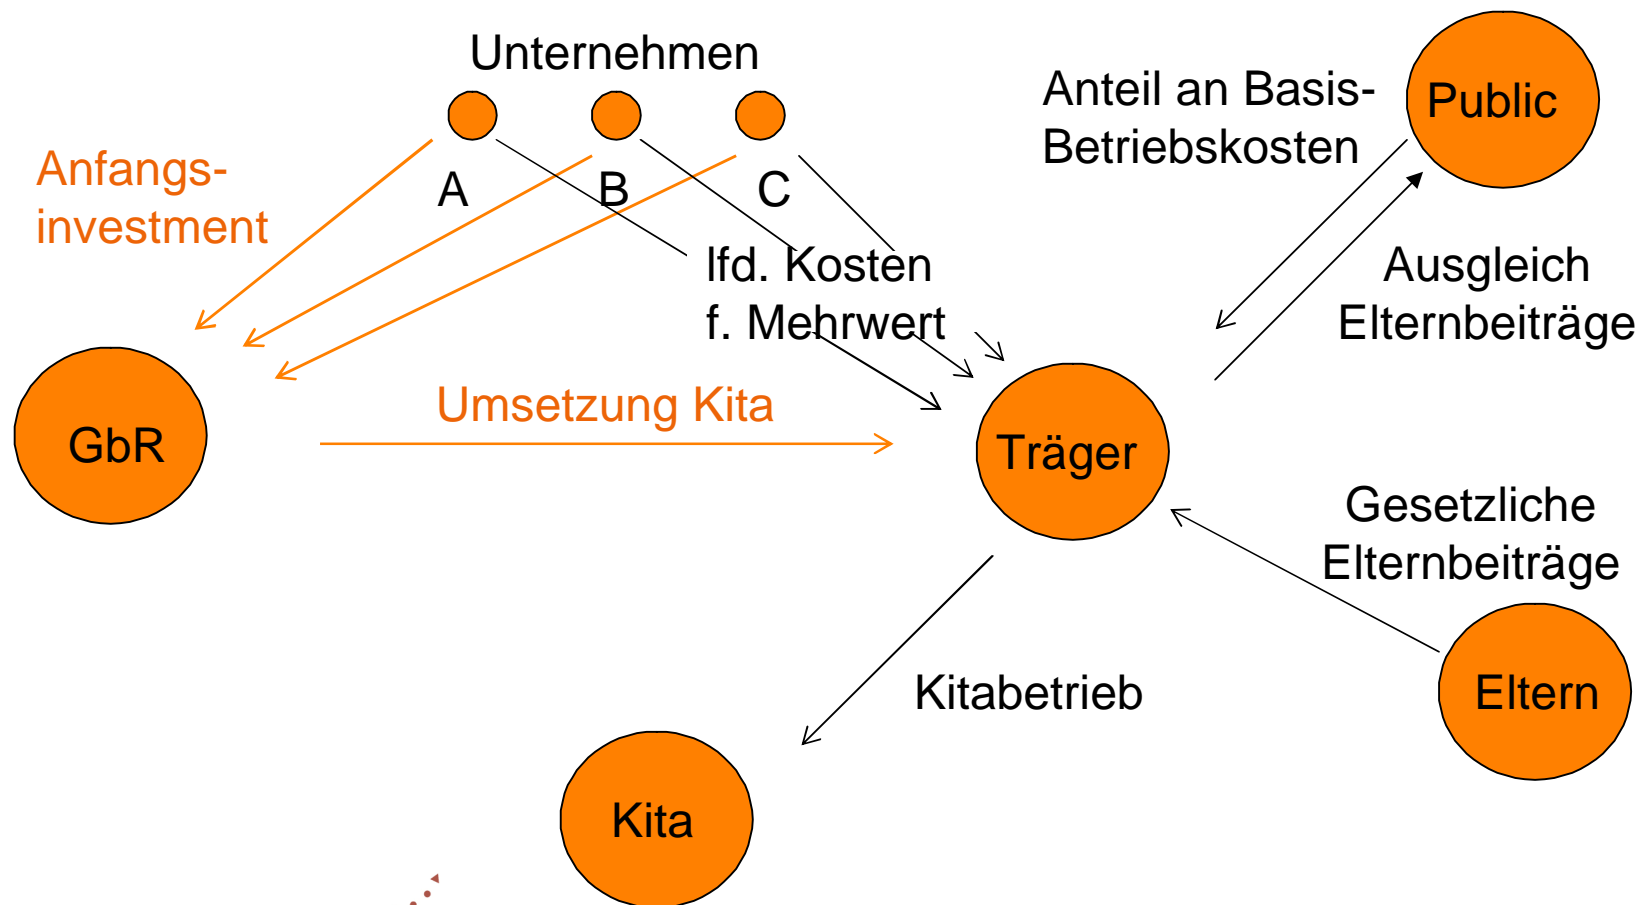 Unternehmen
Anteil an Basis-
Betriebskosten
Public
Anfangs-
investment
A
B
C
lfd. Kosten
f. Mehrwert
Ausgleich
Elternbeiträge
Umsetzung Kita
GbR
Träger
Gesetzliche
Elternbeiträge
Kitabetrieb
Eltern
Kita